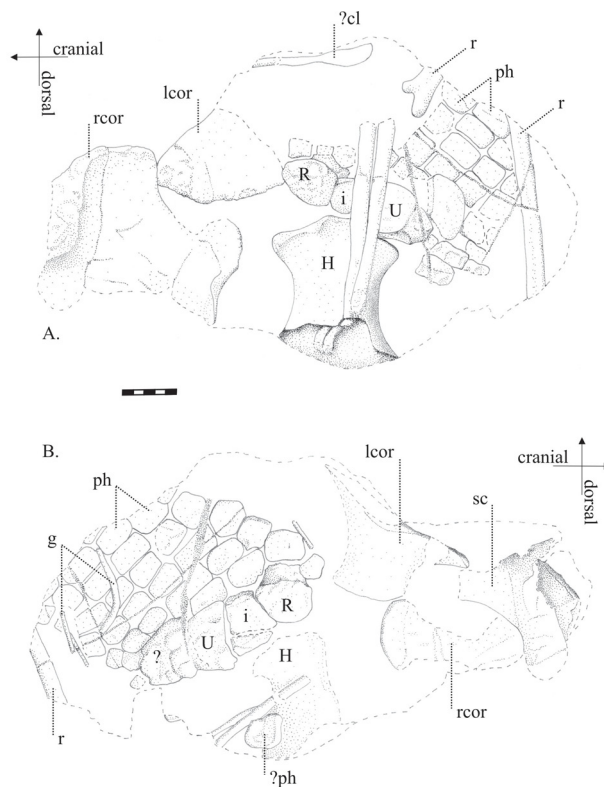 ?cl
r
cranial
ph
dorsal
lcor
r
rcor
R
i
U
H
A.
B.
lcor
cranial
ph
sc
dorsal
g
R
i
U
?
H
r
rcor
?ph